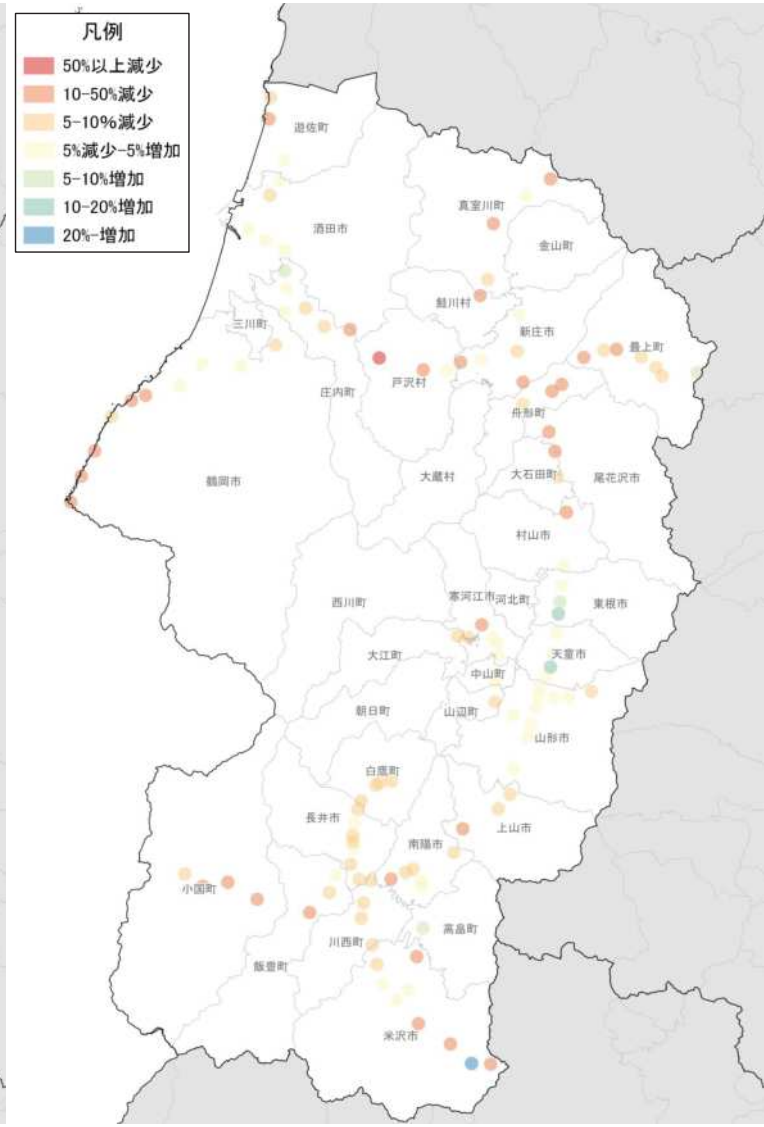 凡例
50%以上減少
10-50%減少
5-10%減少
5%減少-5%増加
5-10%増加
10-20%増加
20%-増加
遊佐町
酒田市
真室川町
金山町
鮭川村
三川町
新庄市
最上町
庄内町
戸沢村
舟形町
大蔵村
大石田町
尾花沢市
鶴岡市
村山市
西川町
寒河江市
河北町
東根市
大江町
天童市
中山町
朝日町
山辺町
山形市
白鷹町
長井市
上山市
南陽市
小国町
川西町
高畠町
飯豊町
米沢市